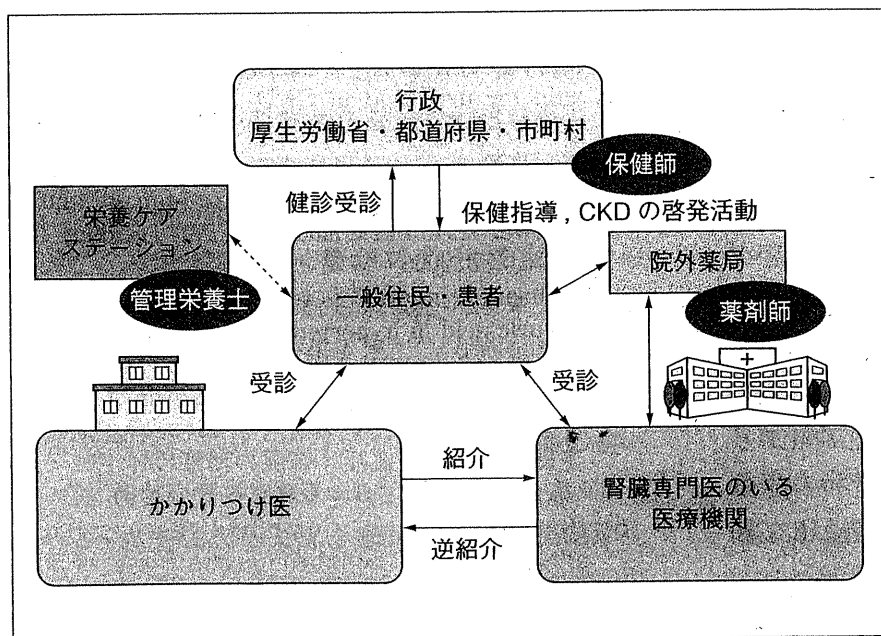 行政
厚生労働省・都道府県・市町村
保健師
健診受診
保健指導，CKDの啓発活動
栄養ケア
ステーション
管理栄養士
一般住民・患者
院外薬局
薬剤師
受診
受診
かかりつけ医
紹介
逆紹介
腎臓専門医のいる
医療機関